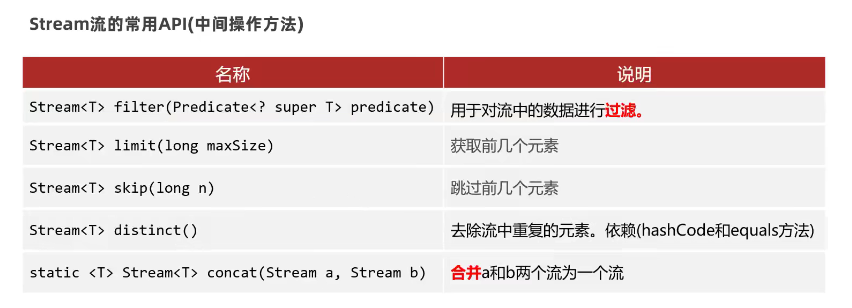 Stream流的常用API(中间操作方法)
名称 说明
Stream<T> filter(Predicate<? super T> predicate) 用于对流中的数据进行过滤。
Stream<T> limit(long maxSize) 获取前几个元素
Stream<T> skip(long n) 跳过前几个元素
Stream<T> distinct() 去除流中重复的元素。依赖(hashCode和equals方法)
static <T> Stream<T> concat(Stream a, Stream b) 合并a和b两个流为一个流